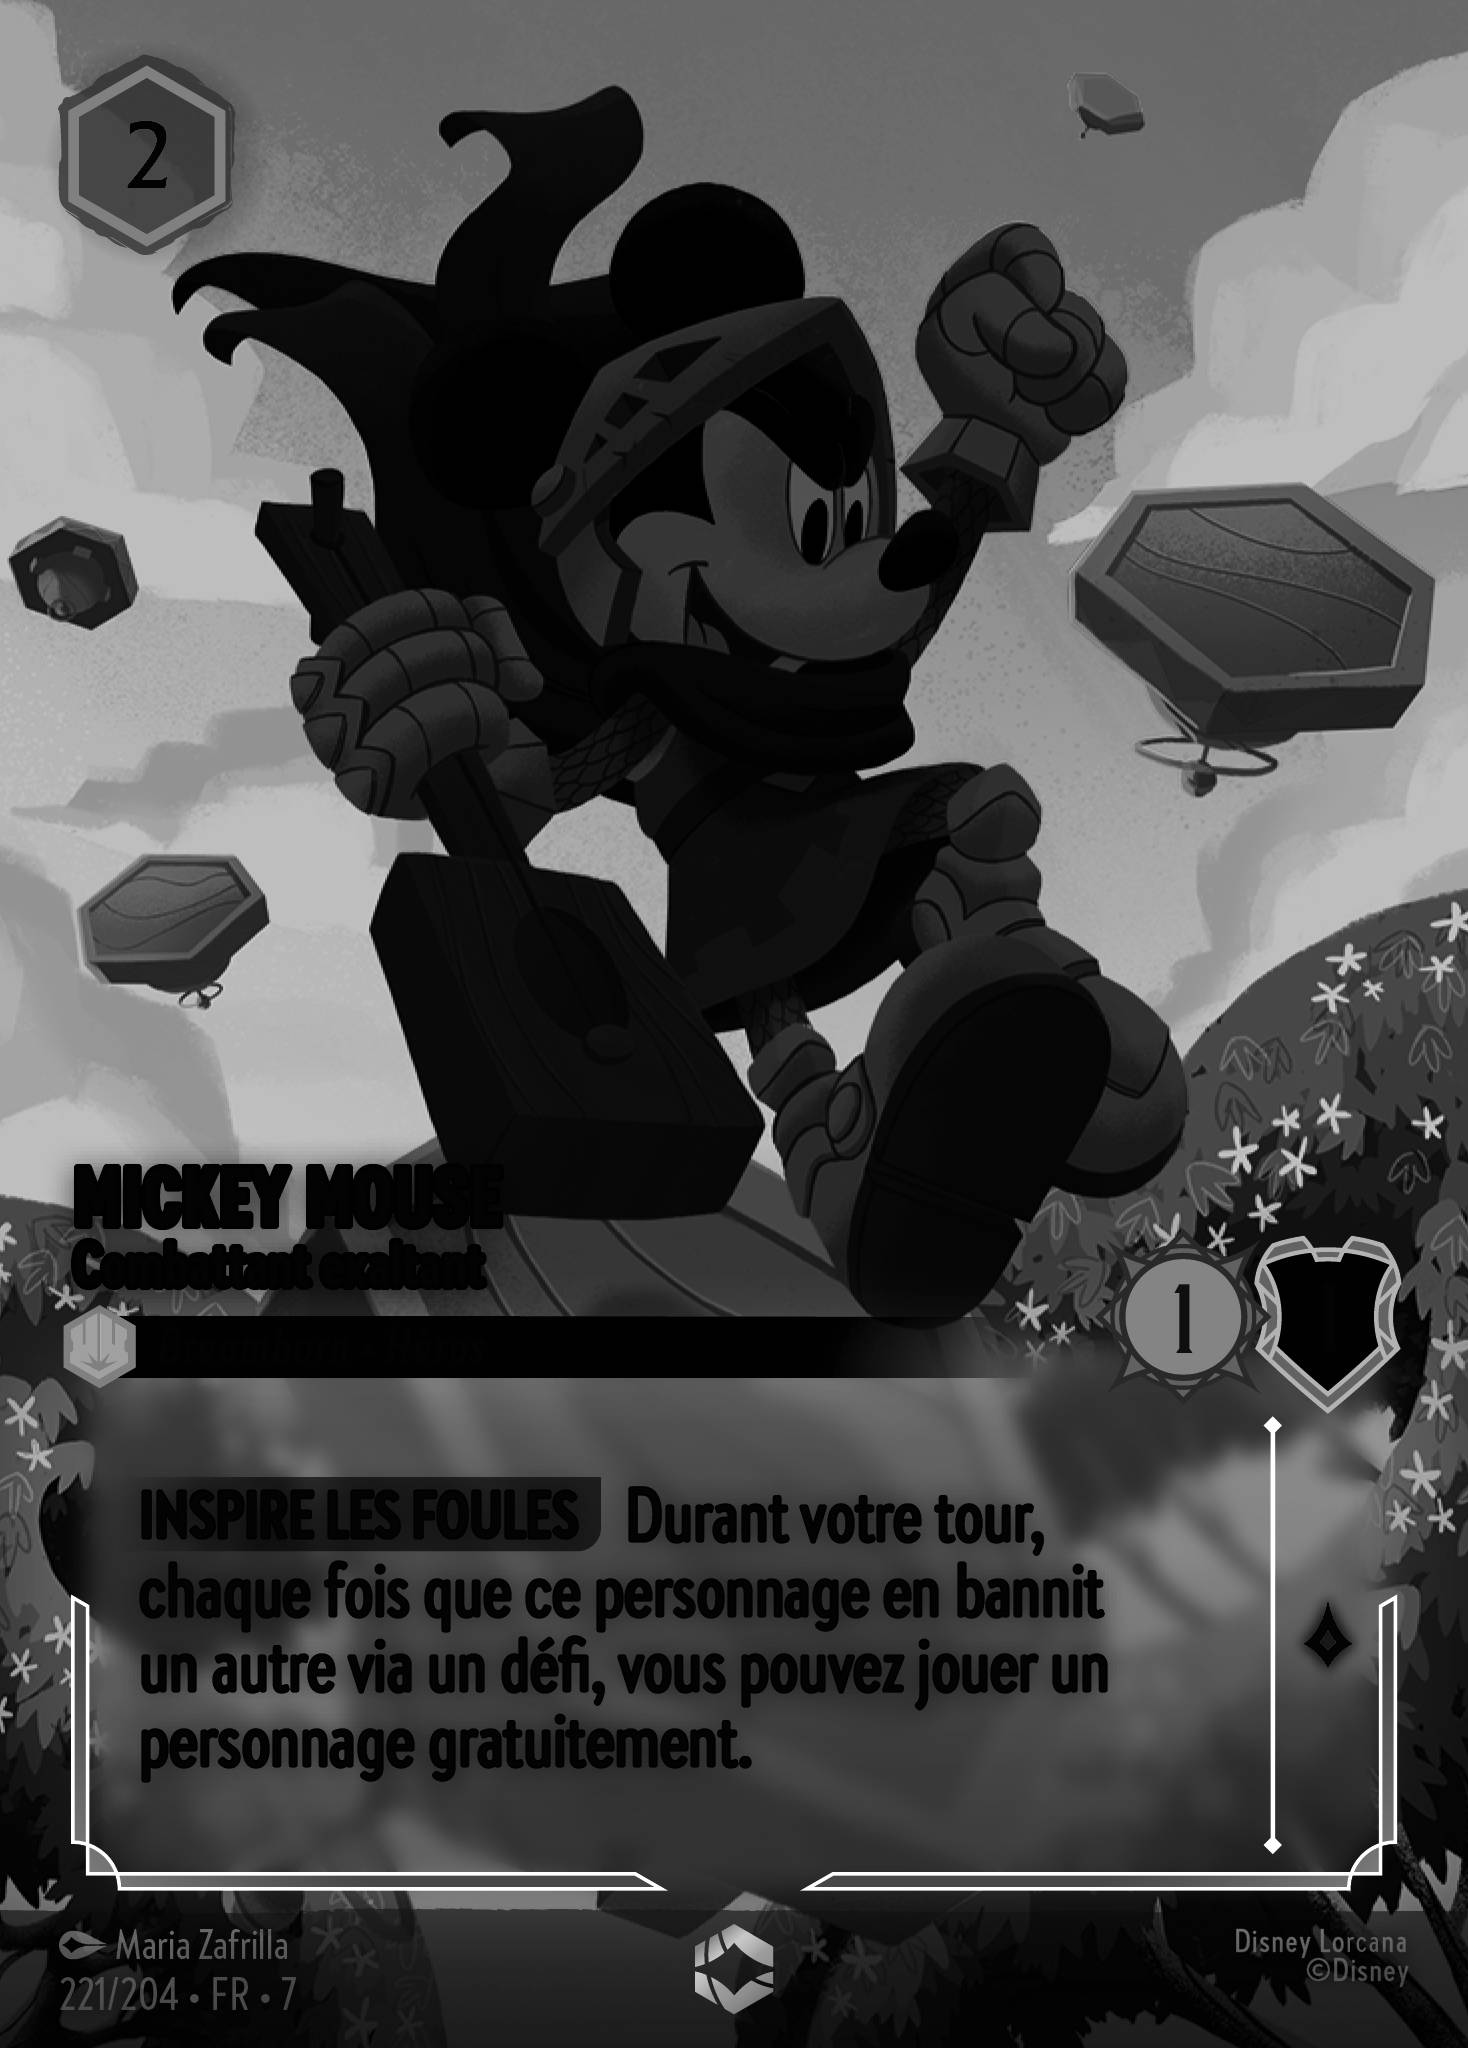 2
MICKEY MOUSE
Combattant exaltant
Dreamborn • Héros
1
INSPIRE LES FOULES Durant votre tour,
chaque fois que ce personnage en bannit
un autre via un défi, vous pouvez jouer un
personnage gratuitement.
Maria Zafrilla
221/204 • FR • 7
Disney Lorcana
©Disney